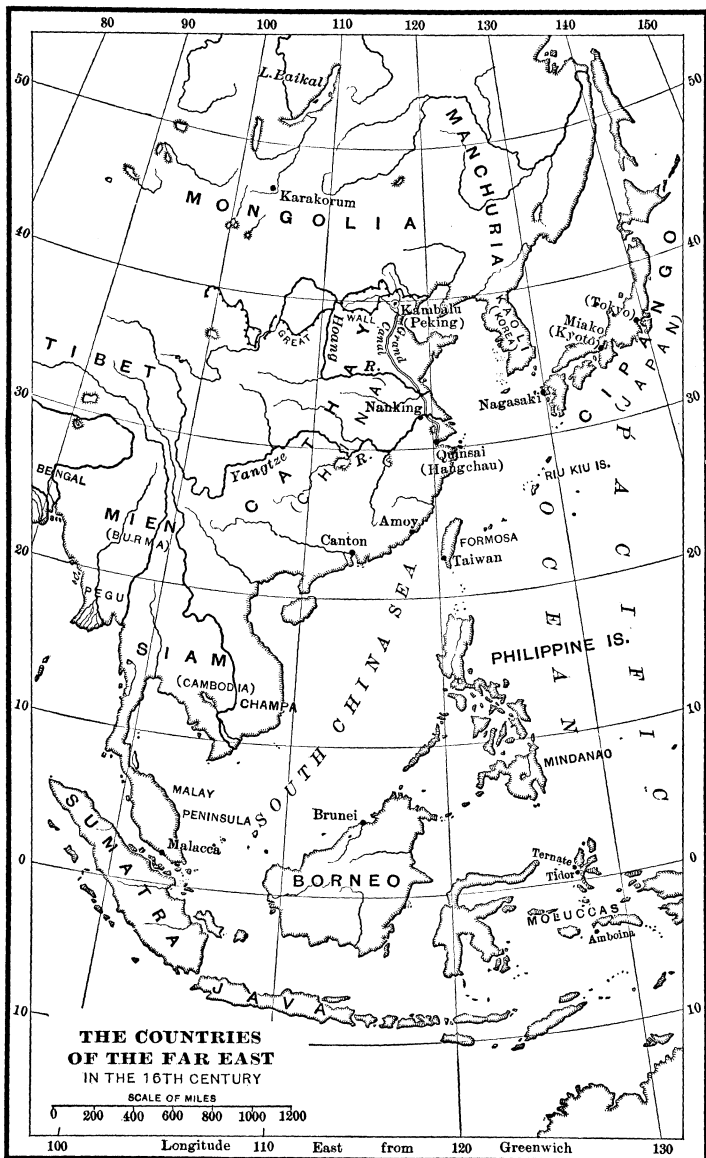 80 90 100 110 120 130 140 150
50 50
L. Baikal
MANCHURIA
Karakorum
MONGOLIA
40 40
KAOLI
(KOREA)
(Tokyo)
Miako
(Kyoto)
CIPANGO
(JAPAN)
Kambalu
(Peking)
GREAT WALL
Hoang R.
Grand Canal
TIBET
CATHAY
CHINA
30 30
Nanking
Nagasaki
Quinsai
(Hangchau)
Yangtze R.
RIU KIU IS.
BENGAL
MIEN
(BURMA)
Amoy
Canton
FORMOSA
Taiwan
20 20
PEGU
PACIFIC
OCEAN
SOUTH CHINA SEA
SIAM
(CAMBODIA)
CHAMPA
PHILIPPINE IS.
10 10
MINDANAO
MALAY
PENINSULA
SUMATRA
Brunei
Malacca
0 0
BORNEO
Ternate
Tidor
MOLUCCAS
Amboina
JAVA
10 10
THE COUNTRIES
OF THE FAR EAST
IN THE 16TH CENTURY
SCALE OF MILES
0 200 400 600 800 1000 1200
100 Longitude 110 East from 120 Greenwich 130